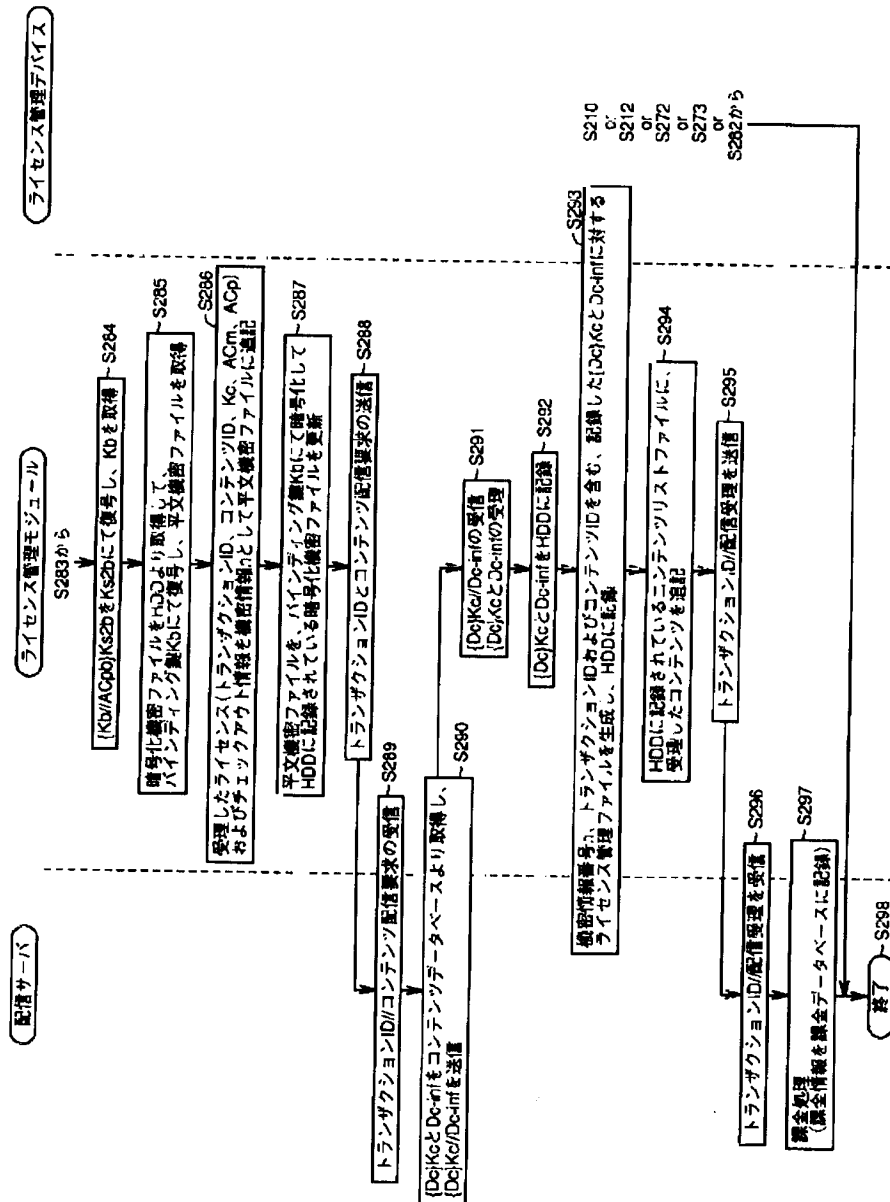 配信サーバ
ライセンス管理モジュール
ライセンス管理デバイス
S283から
{Kb//ACpb}Ks2bをKs2bにて復号し、Kbを取得
S284
暗号化機密ファイルをHDDより取得して、
バインディング鍵Kbにて復号し、平文機密ファイルを取得
S285
受理したライセンス(トランザクションID、コンテンツID、Kc、ACm、ACp)
およびチェックアウト情報を機密情報nとして平文機密ファイルに追記
S286
平文機密ファイルを、バインディング鍵Kbにて暗号化して
HDDに記録されている暗号化機密ファイルを更新
S287
トランザクションIDとコンテンツ配信要求の送信
S288
トランザクションID//コンテンツ配信要求の受信
S289
{Dc}KcとDc-infをコンテンツデータベースより取得し、
{Dc}Kc//Dc-infを送信
S290
{Dc}Kc//Dc-infの受信
{Dc}KcとDc-infの受理
S291
{Dc}KcとDc-infをHDDに記録
S292
機密情報番号n、トランザクションIDおよびコンテンツIDを含む、記録した{Dc}KcとDc-infに対する
ライセンス管理ファイルを生成し、HDDに記録
S293
HDDに記録されているコンテンツリストファイルに、
受理したコンテンツを追記
S294
トランザクションID//配信受理を送信
S295
トランザクションID//配信受理を受信
S296
課金処理
(課金情報を課金データベースに記録)
S297
S210
or
S212
or
S272
or
S273
or
S282から
終了
S298